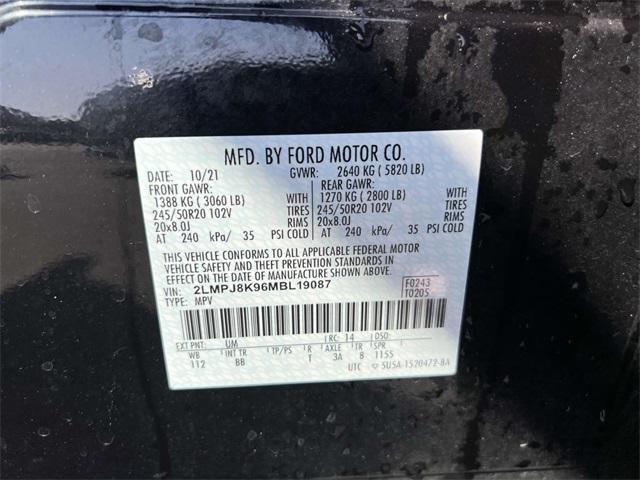 MFD. BY FORD MOTOR CO.
DATE: 10/21 GVWR: 2640 KG ( 5820 LB)
FRONT GAWR: REAR GAWR:
1388 KG ( 3060 LB) WITH 1270 KG ( 2800 LB) WITH
245/50R20 102V TIRES 245/50R20 102V TIRES
20x8.0J RIMS 20x8.0J RIMS
AT 240 kPa/ 35 PSI COLD AT 240 kPa/ 35 PSI COLD
THIS VEHICLE CONFORMS TO ALL APPLICABLE FEDERAL MOTOR
VEHICLE SAFETY AND THEFT PREVENTION STANDARDS IN
EFFECT ON THE DATE OF MANUFACTURE SHOWN ABOVE.
VIN: 2LMPJ8K96MBL19087 F0243
TYPE: MPV T0205
EXT PNT: UM RC: 14 DSO:
WB INT TR TP/PS R AXLE TR SPR
112 BB T 3A 8 1155
UTC 5U5A-1520472-BA